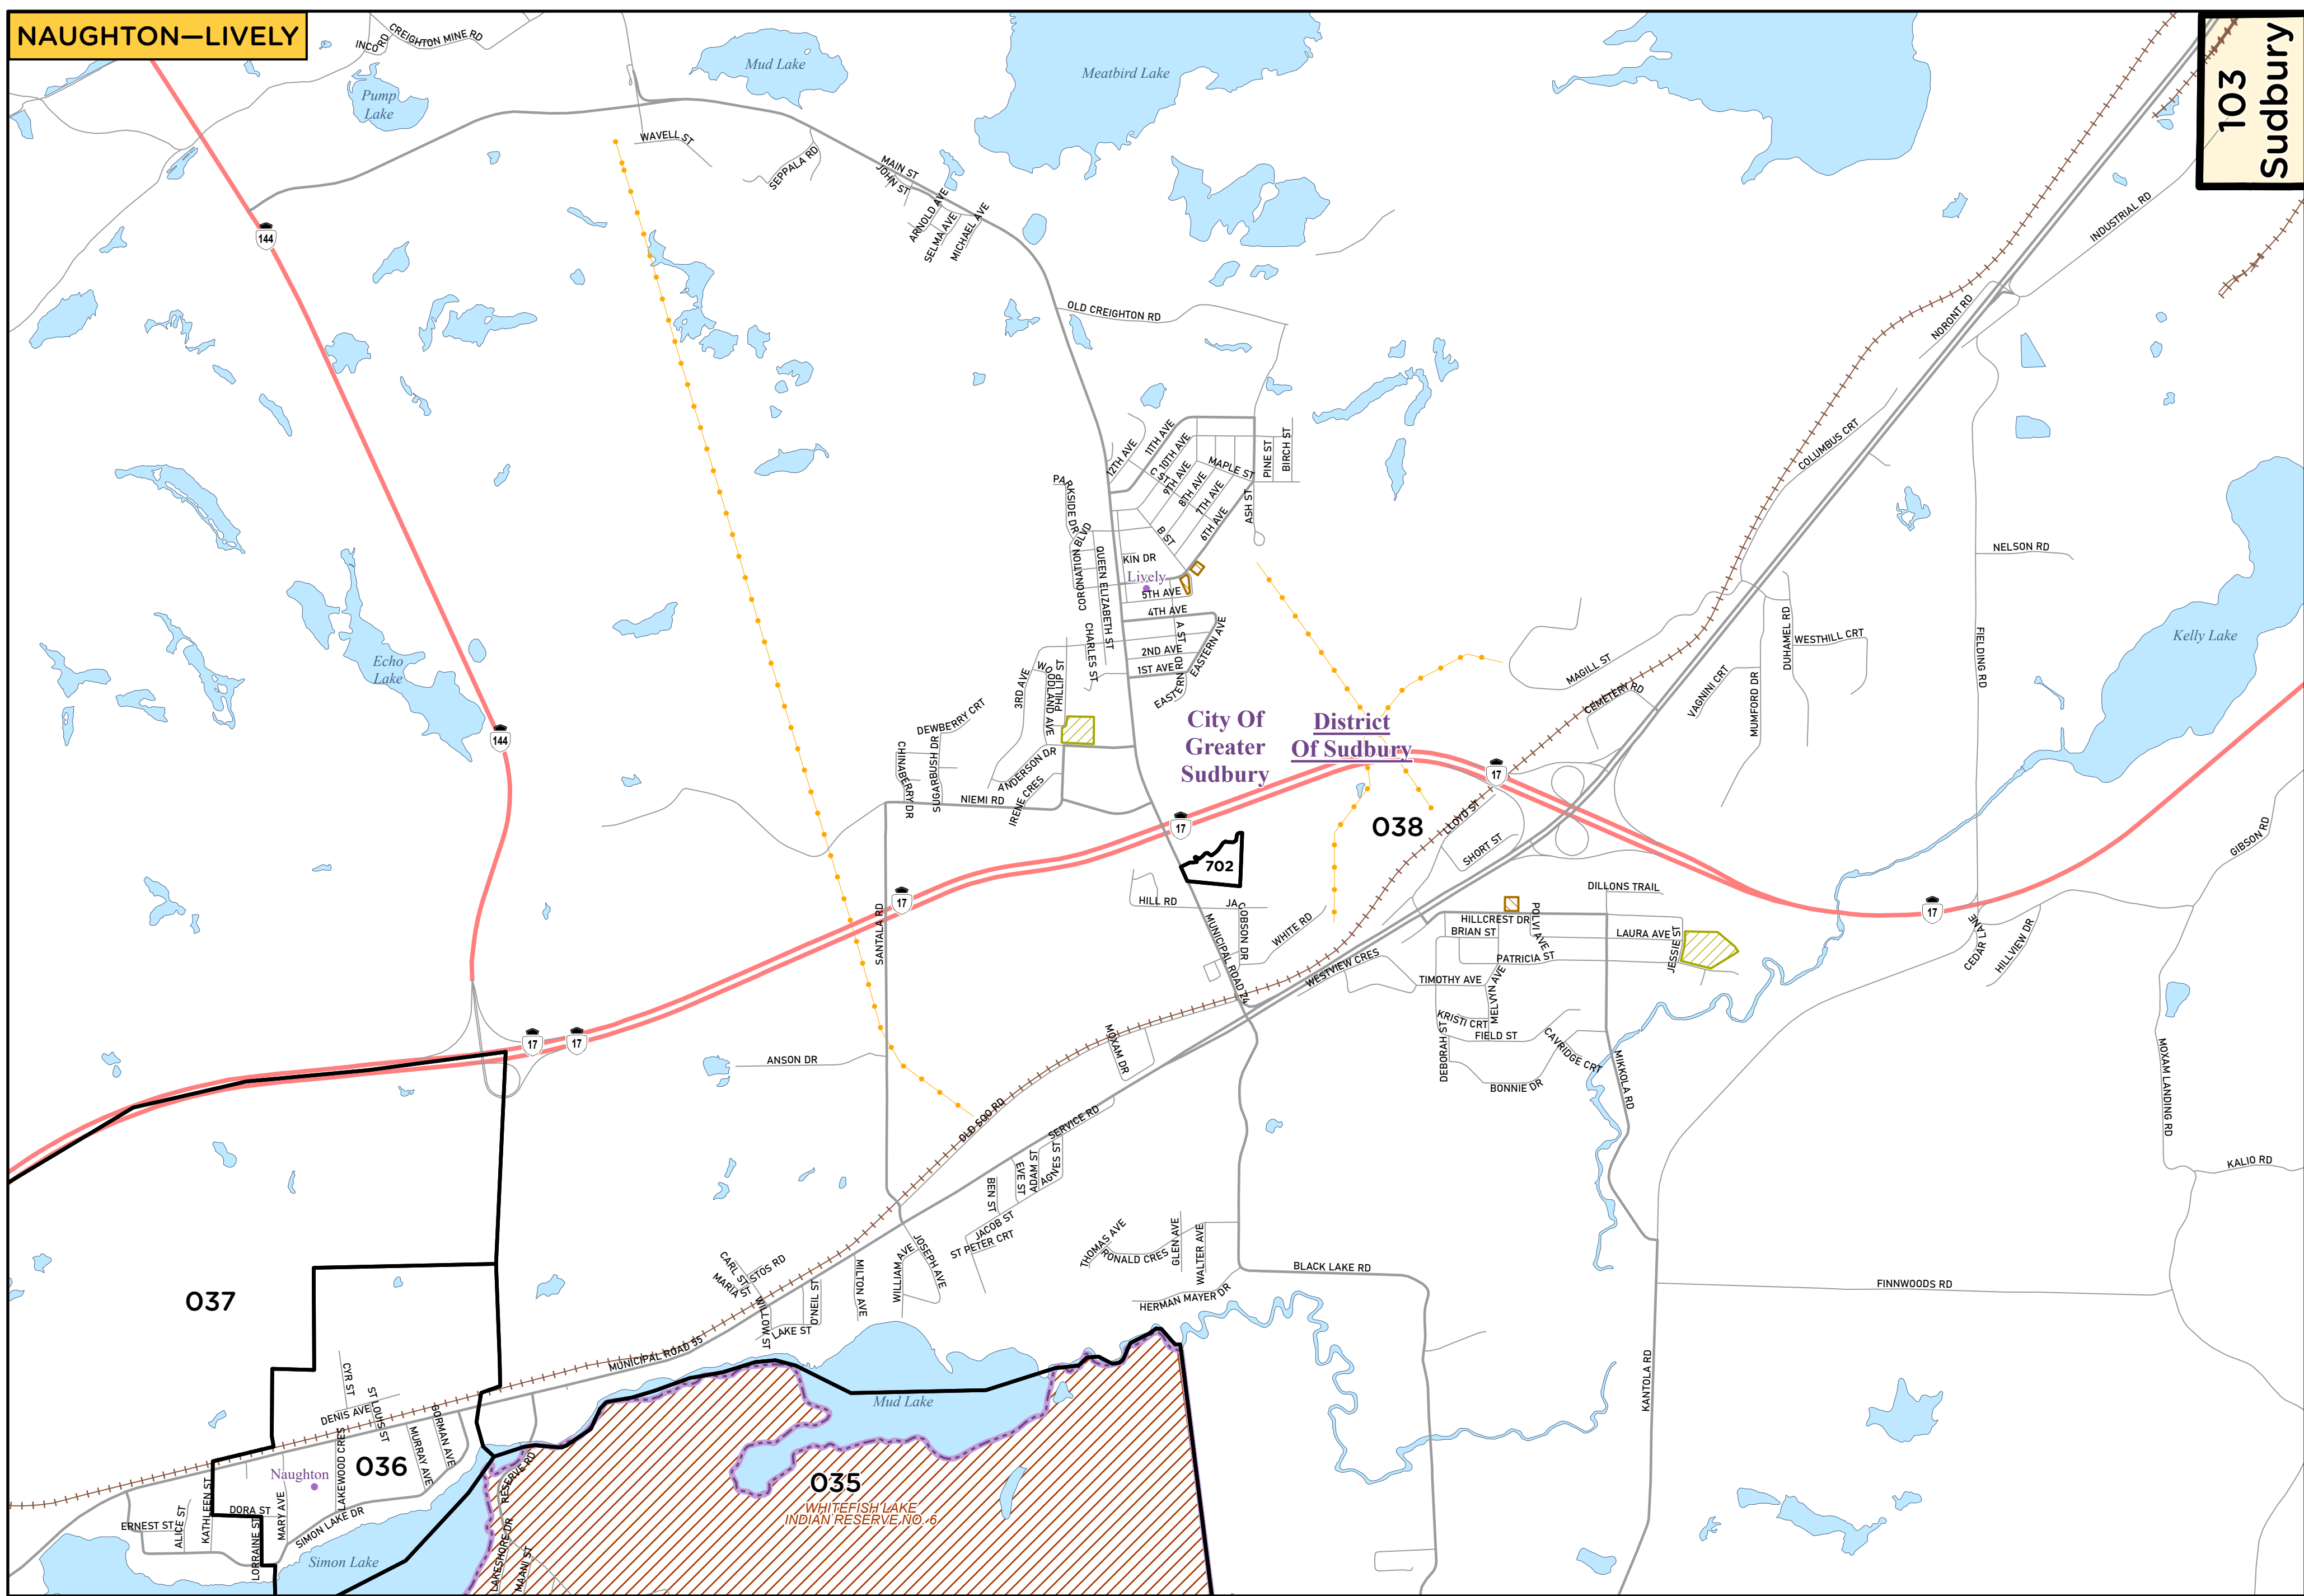 NAUGHTON—LIVELY
103
Sudbury
INCO RD
CREIGHTON MINE RD
Pump
Lake
Mud Lake
Meatbird Lake
WAVELL ST
SEPPALA RD
MAIN ST
JOHN ST
ARNOLD AVE
SELMA AVE
MICHAEL AVE
INDUSTRIAL RD
144
OLD CREIGHTON RD
NORONT RD
COLUMBUS CRT
12TH AVE
11TH AVE
10TH AVE
C ST
9TH AVE
8TH AVE
7TH AVE
6TH AVE
MAPLE ST
PINE ST
BIRCH ST
ASH ST
PARKSIDE DR
B ST
CORONATION BLVD
QUEEN ELIZABETH ST
KIN DR
Lively
5TH AVE
4TH AVE
NELSON RD
FIELDING RD
Kelly Lake
CHARLES ST
A ST
2ND AVE
1ST AVE
EASTERN AVE
EASTERN RD
DUHAMEL RD
WESTHILL CRT
MAGILL ST
CEMETERY RD
VAGNINI CRT
MUMFORD DR
Echo
Lake
3RD AVE
WOODLAND AVE
PHILLIP ST
DEWBERRY CRT
CHINABERRY DR
SUGARBUSH DR
ANDERSON DR
IRENE CRES
NIEMI RD
144
City Of
Greater
Sudbury
District
Of Sudbury
17
17
038
702
LLOYD ST
SHORT ST
GIBSON RD
17
SANTALA RD
HILL RD
JACOBSON DR
WHITE RD
MUNICIPAL ROAD 24
WESTVIEW CRES
DILLONS TRAIL
HILLCREST DR
BRIAN ST
POLVI AVE
LAURA AVE
JESSIE ST
PATRICIA ST
TIMOTHY AVE
MELVYN AVE
KRISTI CRT
FIELD ST
DEBORAH ST
CAVRIDGE CRT
BONNIE DR
MIKKOLA RD
17
CEDAR LANE
HILLVIEW DR
17
17
ANSON DR
MOXAM DR
OLD SOO RD
SERVICE RD
MOXAM LANDING RD
KALIO RD
EVE ST
ADAM ST
AGNES ST
BEN ST
JACOB ST
ST PETER CRT
JOSEPH AVE
WILLIAM AVE
MILTON AVE
THOMAS AVE
RONALD CRES
GLEN AVE
WALTER AVE
HERMAN MAYER DR
BLACK LAKE RD
FINNWOODS RD
KANTOLA RD
CARL ST
MARIA ST
STOS RD
WILLOW ST
O'NEIL ST
LAKE ST
MUNICIPAL ROAD 55
037
CYR ST
ST LOUIS ST
DENIS AVE
LAKEWOOD CRES
MURRAY AVE
GORMAN AVE
036
Naughton
Mud Lake
035
WHITEFISH LAKE
INDIAN RESERVE NO. 6
RESERVE RD
LAKESHORE DR
MAANI ST
ERNEST ST
ALICE ST
KATHLEEN ST
DORA ST
LORRAINE ST
MARY AVE
SIMON LAKE DR
Simon Lake